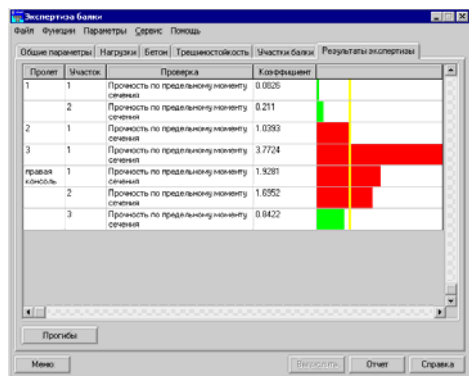 Экспертиза балки
Файл Функции Параметры Сервис Помощь
Общие параметры Нагрузки Бетон Трещиностойкость Участки балки Результаты экспертизы
Пролет Участок Проверка Коэффициент
1 1 Прочность по предельному моменту сечения 0.0826
2 Прочность по предельному моменту сечения 0.211
2 1 Прочность по предельному моменту сечения 1.0393
3 1 Прочность по предельному моменту сечения 3.7724
правая консоль 1 Прочность по предельному моменту сечения 1.9281
2 Прочность по предельному моменту сечения 1.6952
3 Прочность по предельному моменту сечения 0.8422
Прогибы
Меню Вычислить Отчет Справка